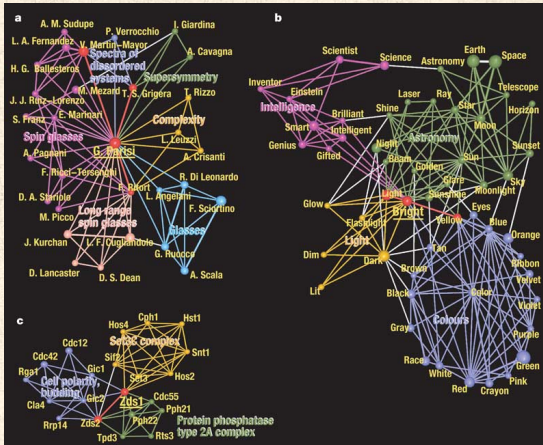 a
A. M. Sudupe
P. Verrocchio
I. Giardina
L. A. Fernandez
V. Martin-Mayor
A. Cavagna
Spectra of
disordered
systems
H. G. Ballesteros
M. Mezard
Supersymmetry
T. S. Grigera
T. Rizzo
J. J. Ruiz-Lorenzo
E. Marinari
Complexity
S. Franz
Spin glasses
L. Leuzzi
G. Parisi
A. Pagnani
A. Crisanti
F. Ricci-Tersenghi
R. Di Leonardo
F. Ritort
L. Angelani
F. Sciortino
D. A. Stariolo
Long range
spin glasses
M. Picco
Glasses
J. Kurchan
L. F. Cugliandolo
G. Ruocco
D. Lancaster
D. S. Dean
A. Scala
b
Earth
Space
Scientist
Science
Astronomy
Inventor
Einstein
Laser
Ray
Telescope
Intelligence
Brilliant
Shine
Star
Horizon
Smart
Intelligent
Moon
Genius
Night
Astronomy
Sunset
Gifted
Beam
Golden
Sun
Glare
Sky
Light
Sunshine
Moonlight
Glow
Bright
Eyes
Flashlight
Yellow
Blue
Light
Orange
Dim
Dark
Tan
Ribbon
Brown
Velvet
Lit
Black
Color
Violet
Gray
Colours
Purple
Race
Green
White
Pink
Red
Crayon
c
Cph1
Hst1
Hos4
Cdc12
Set3C complex
Cdc42
Sif2
Snt1
Rga1
Gic1
Set3
Hos2
Cell polarity,
budding
Zds1
Cla4
Gic2
Cdc55
Pph21
Rrp14
Zds2
Pph22
Protein phosphatase
type 2A complex
Tpd3
Rts3